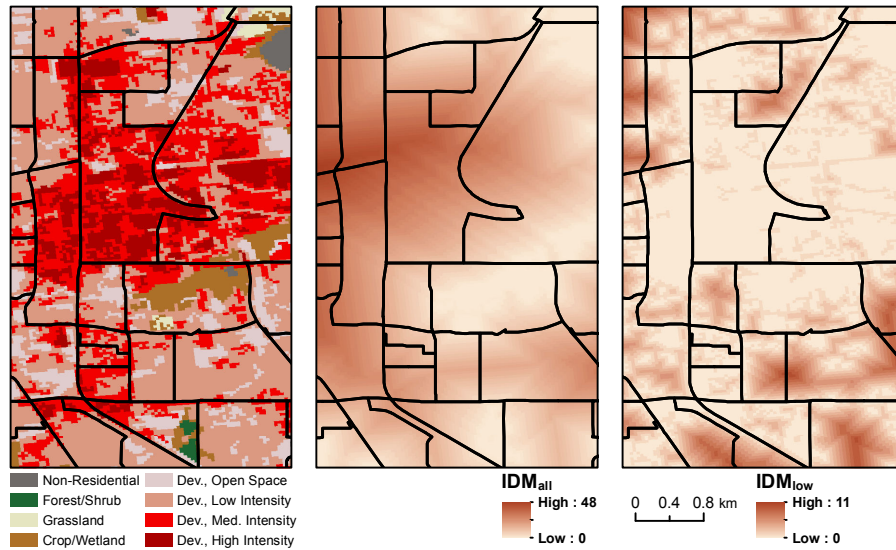 Non-Residential
Forest/Shrub
Grassland
Crop/Wetland
Dev., Open Space
Dev., Low Intensity
Dev., Med. Intensity
Dev., High Intensity
IDMall
High : 48
Low : 0
0 0.4 0.8 km
IDMlow
High : 11
Low : 0